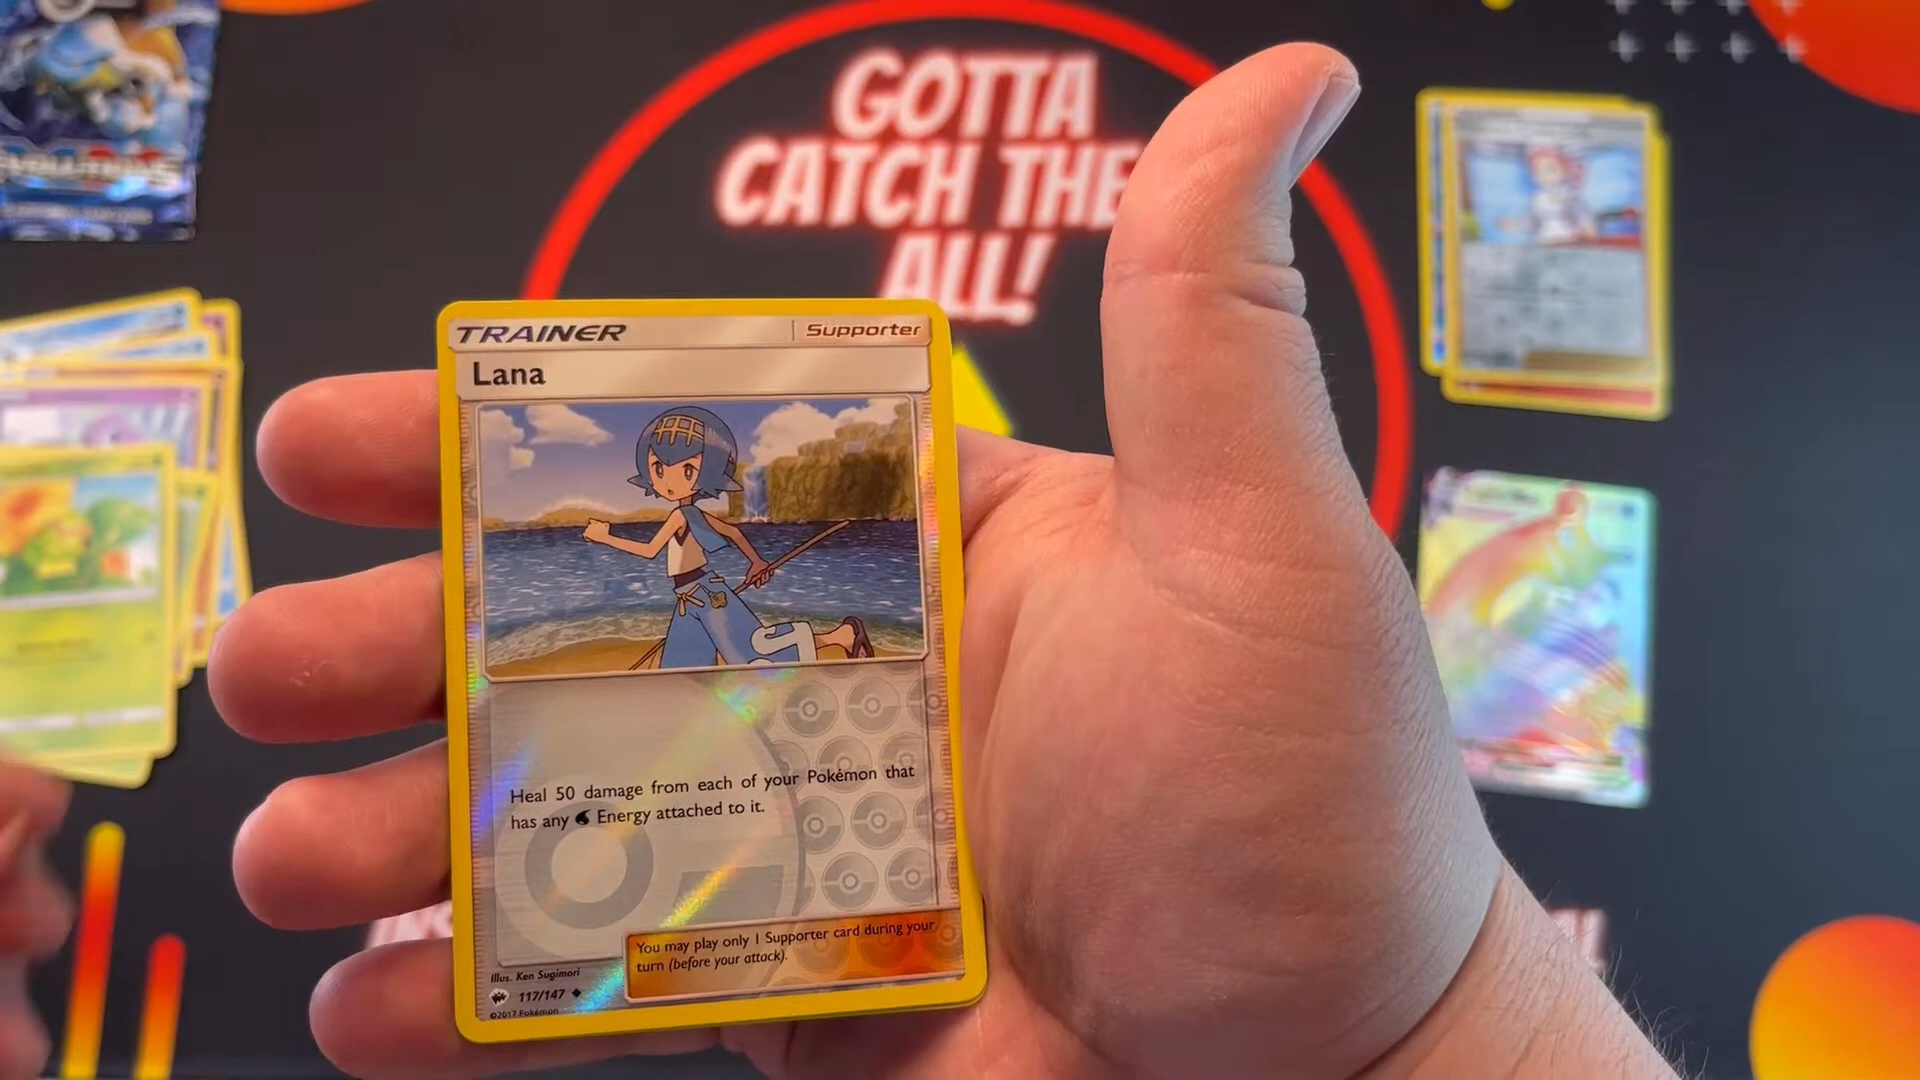 GOTTA
CATCH THE
ALL!
EVOLUTIONS
TRAINER
Supporter
Lana
Heal 50 damage from each of your Pokémon that
has any Energy attached to it.
You may play only 1 Supporter card during your
turn (before your attack).
Illus. Ken Sugimori
117/147
©2017 Pokémon